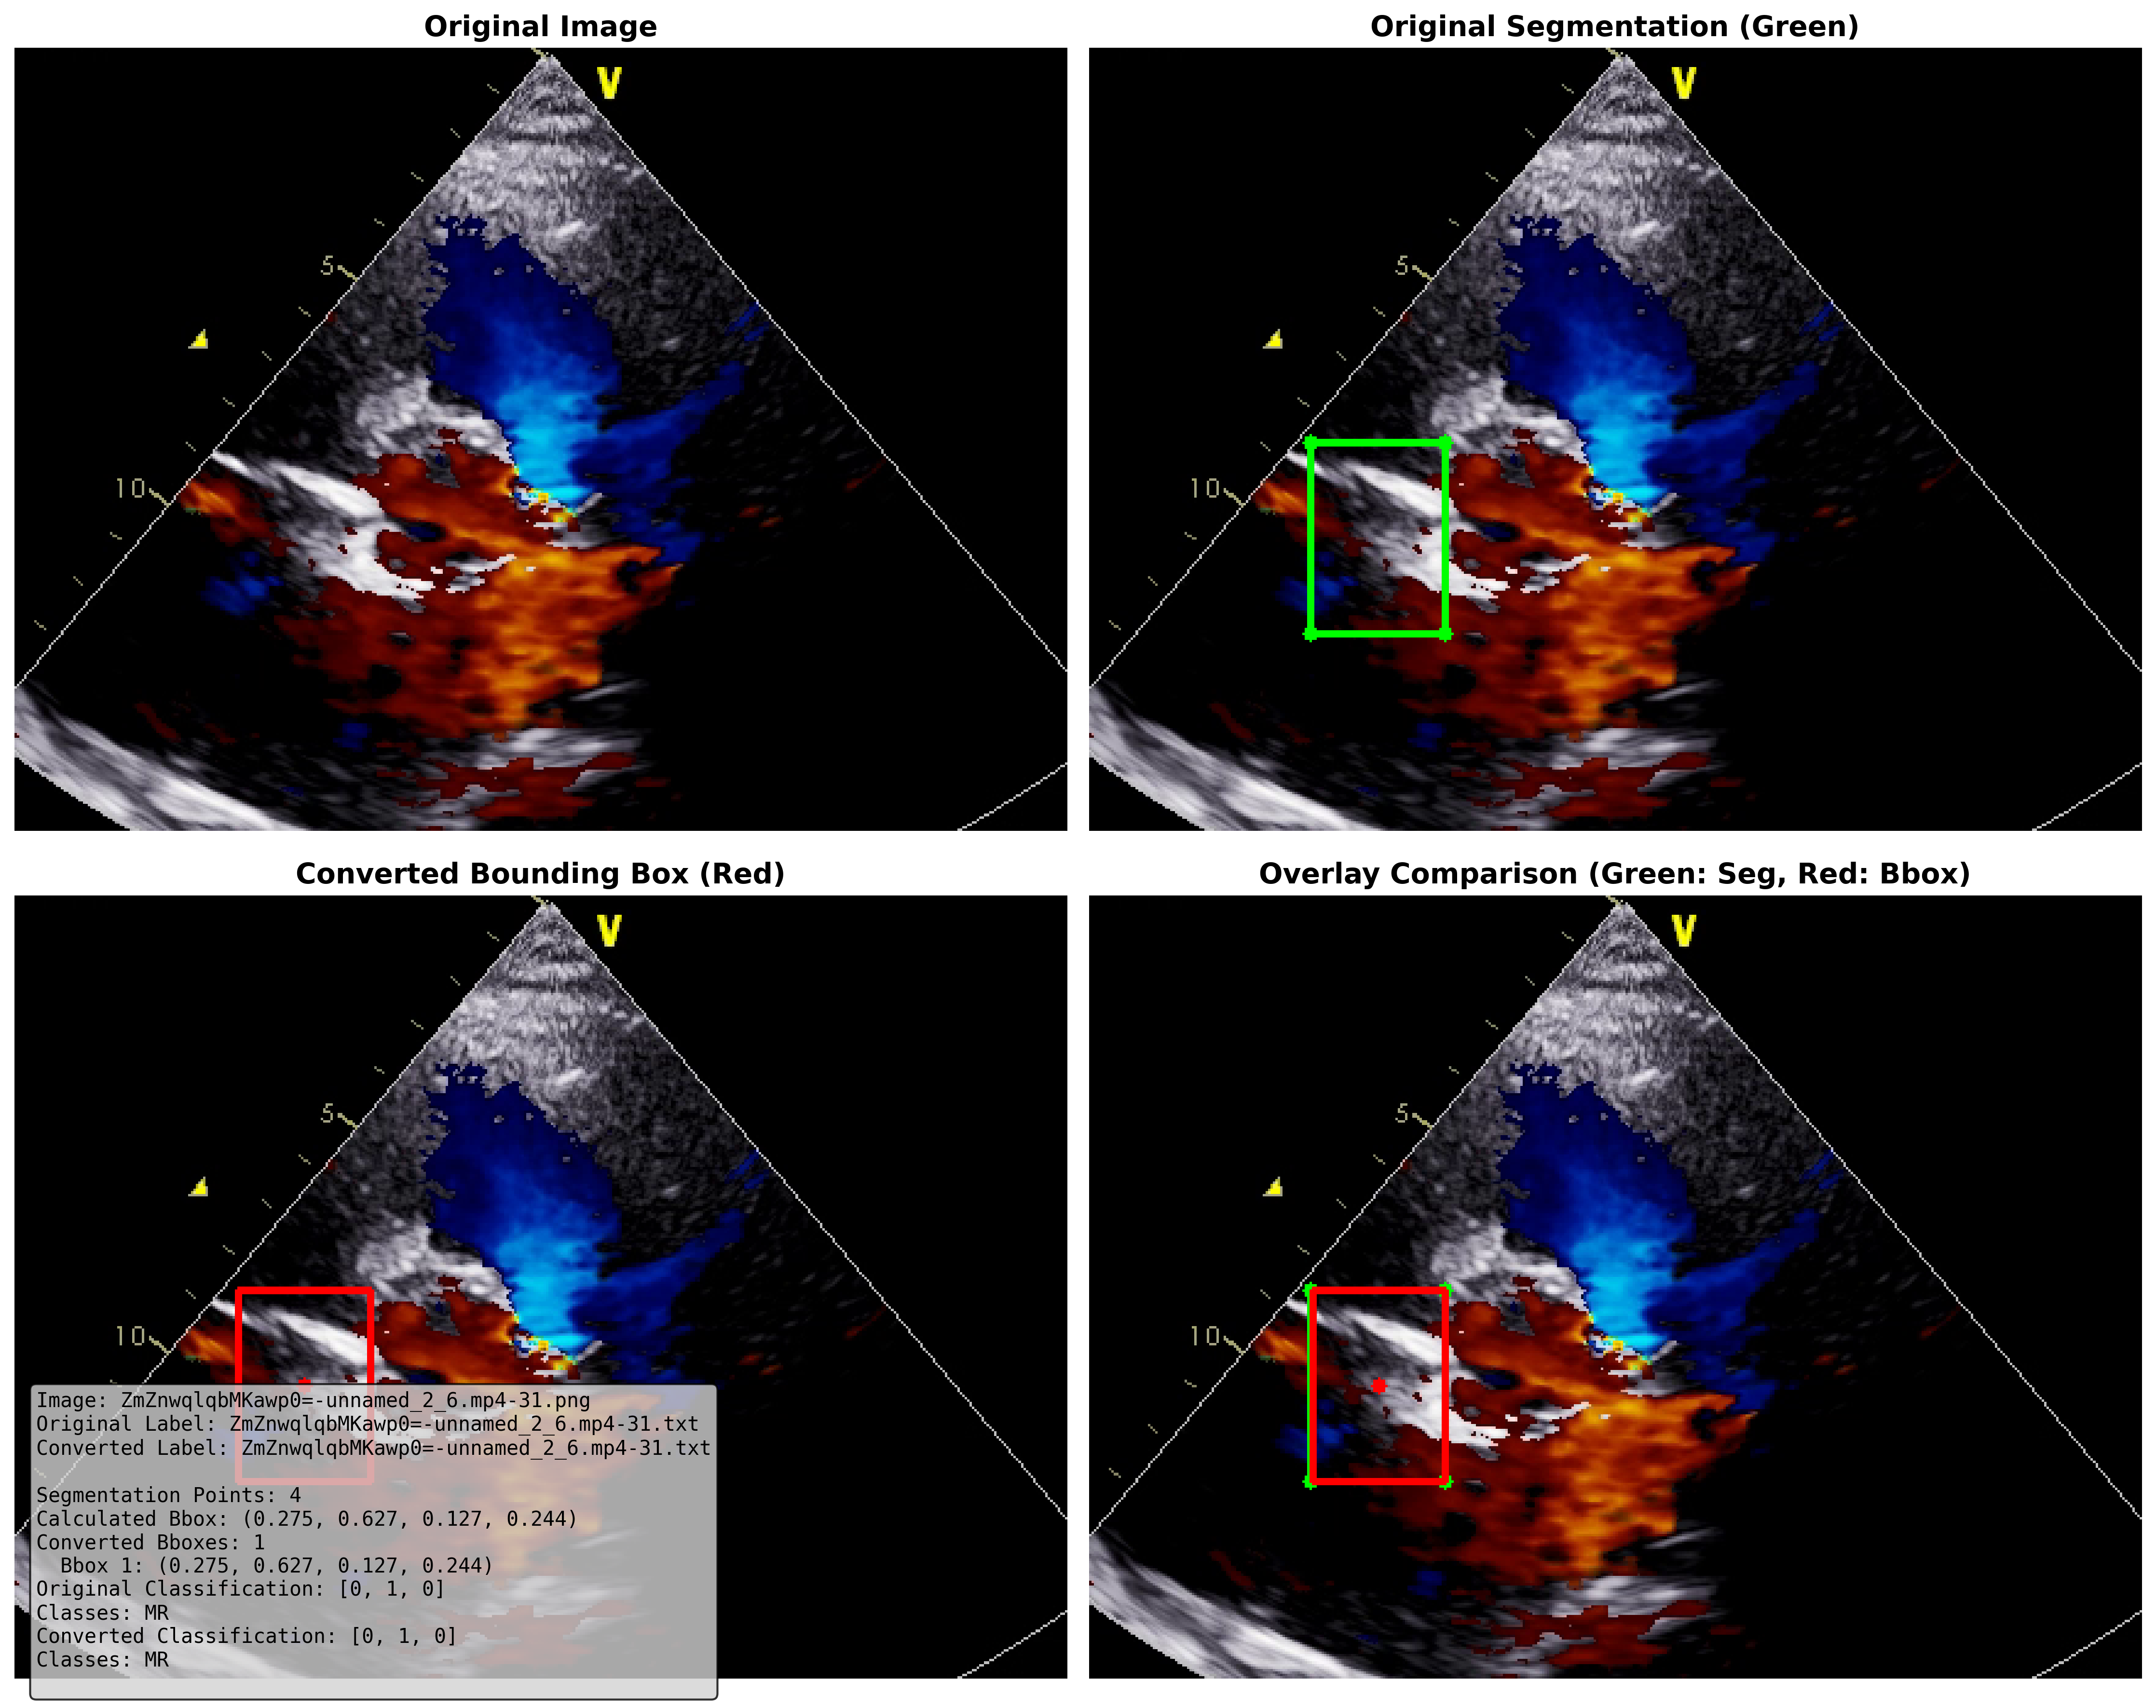 Original Image
Original Segmentation (Green)
V
5
10
V
5
10
Converted Bounding Box (Red)
Overlay Comparison (Green: Seg, Red: Bbox)
V
5
10
V
5
10
Image: ZmZnwqlqbMKawp0=-unnamed_2_6.mp4-31.png
Original Label: ZmZnwqlqbMKawp0=-unnamed_2_6.mp4-31.txt
Converted Label: ZmZnwqlqbMKawp0=-unnamed_2_6.mp4-31.txt
Segmentation Points: 4
Calculated Bbox: (0.275, 0.627, 0.127, 0.244)
Converted Bboxes: 1
Bbox 1: (0.275, 0.627, 0.127, 0.244)
Original Classification: [0, 1, 0]
Classes: MR
Converted Classification: [0, 1, 0]
Classes: MR